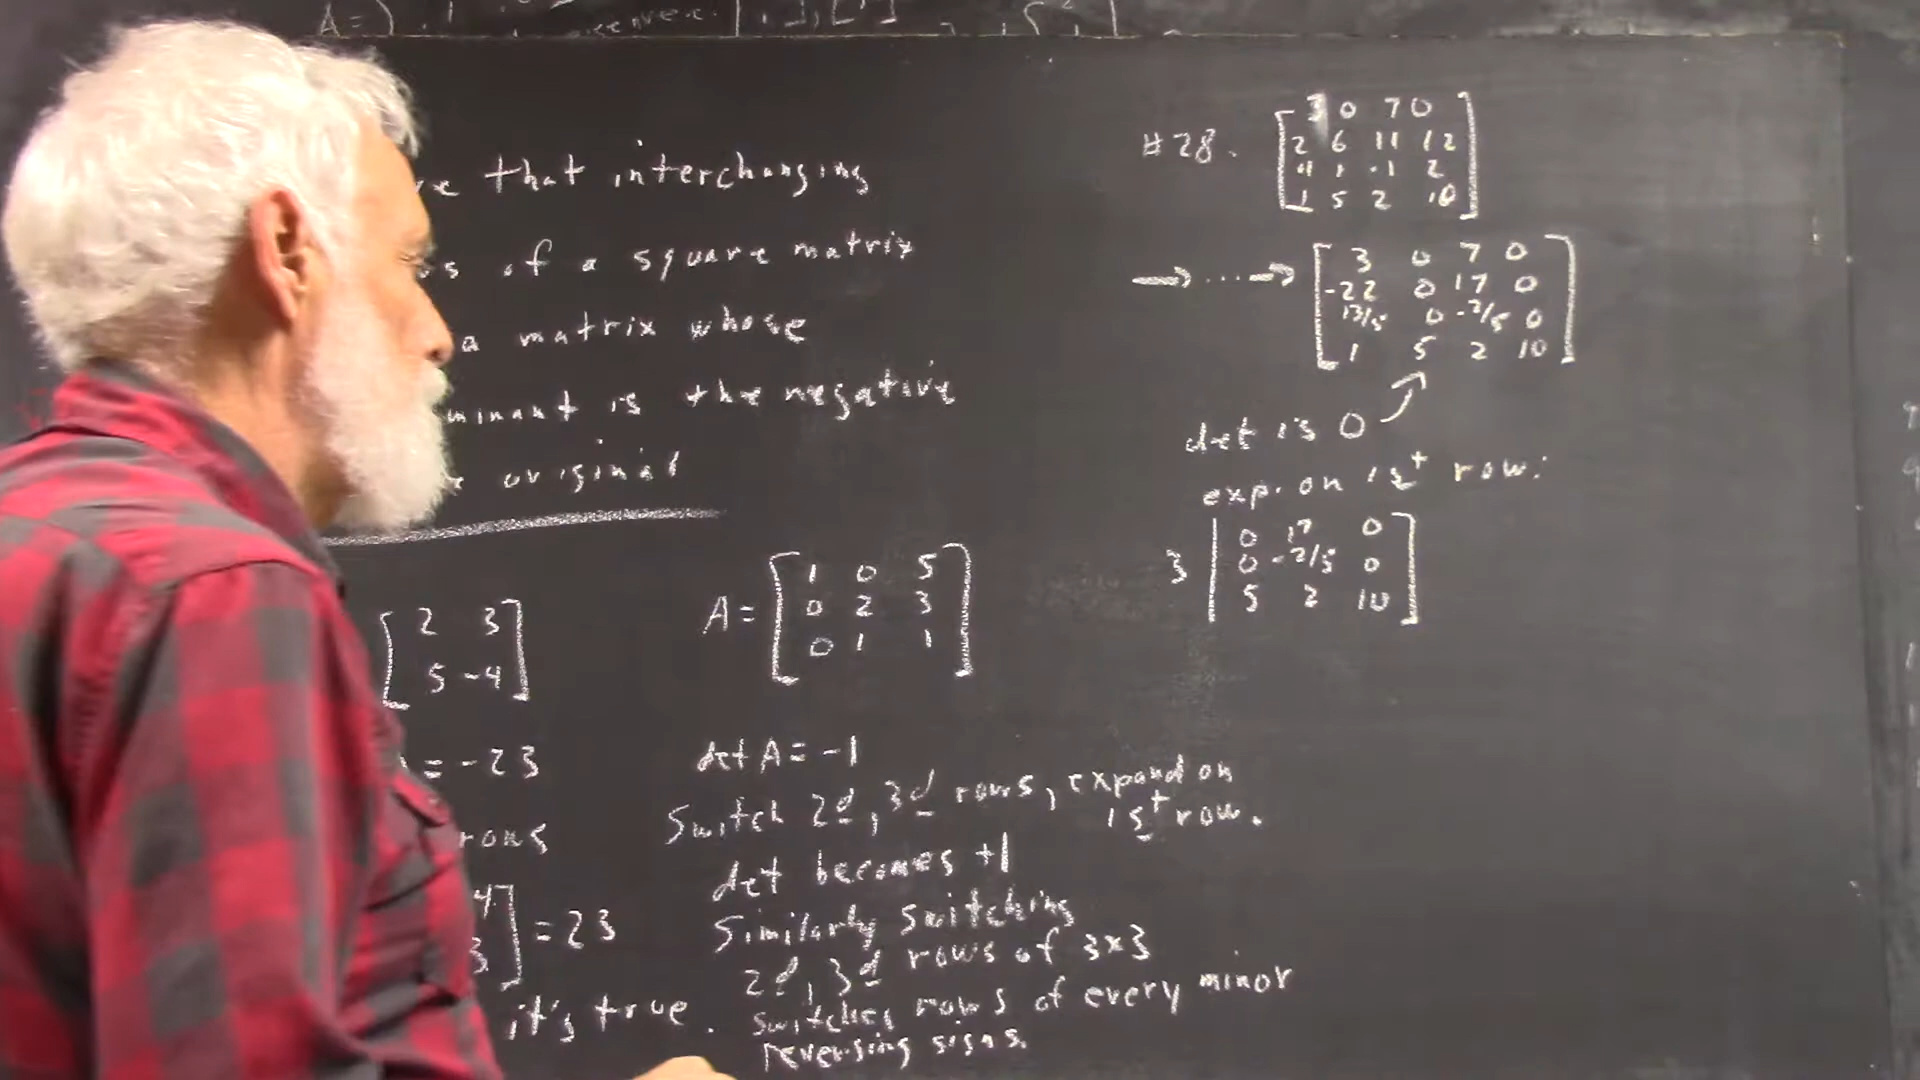 A =
that interchanging
of a square matrix
a matrix whose
minant is the negative
original
[2 3
5 -4]
= -23
rows
4
3] = 23
it's true.
A = [1 0 5
0 2 3
0 1 1]
det A = -1
Switch 2d, 3d rows, expand on
1st row.
det becomes +1
Similarly switching
2d, 3d rows of 3x3
switches rows of every minor
reversing signs.
#28. [3 0 7 0
2 6 11 12
4 1 -1 2
1 5 2 10]
→ ... → [3 0 7 0
-22 0 17 0
13/5 0 -2/5 0
1 5 2 10]
det is 0
exp. on 1st row:
3 |0 17 0
0 -2/5 0
5 2 10]